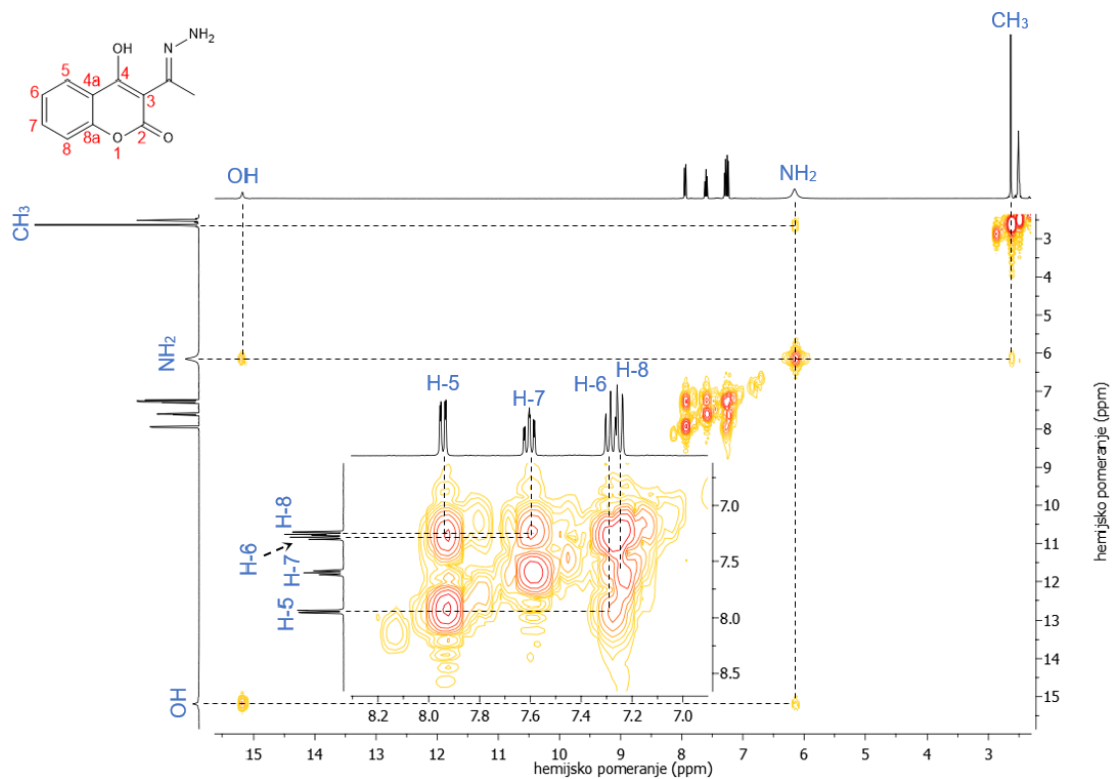 OH
N
NH₂
5
4
4a
6
3
7
8a
2
8
O
O
1
CH₃
OH
NH₂
CH₃
3
4
5
NH₂
6
7
8
9
10
11
12
13
14
15
H-5
H-7
H-6
H-8
H-8
H-6
H-7
H-5
7.0
7.5
8.0
8.5
8.2 8.0 7.8 7.6 7.4 7.2 7.0
OH
15 14 13 12 11 10 9 8 7 6 5 4 3
hemijsko pomeranje (ppm)
hemijsko pomeranje (ppm)